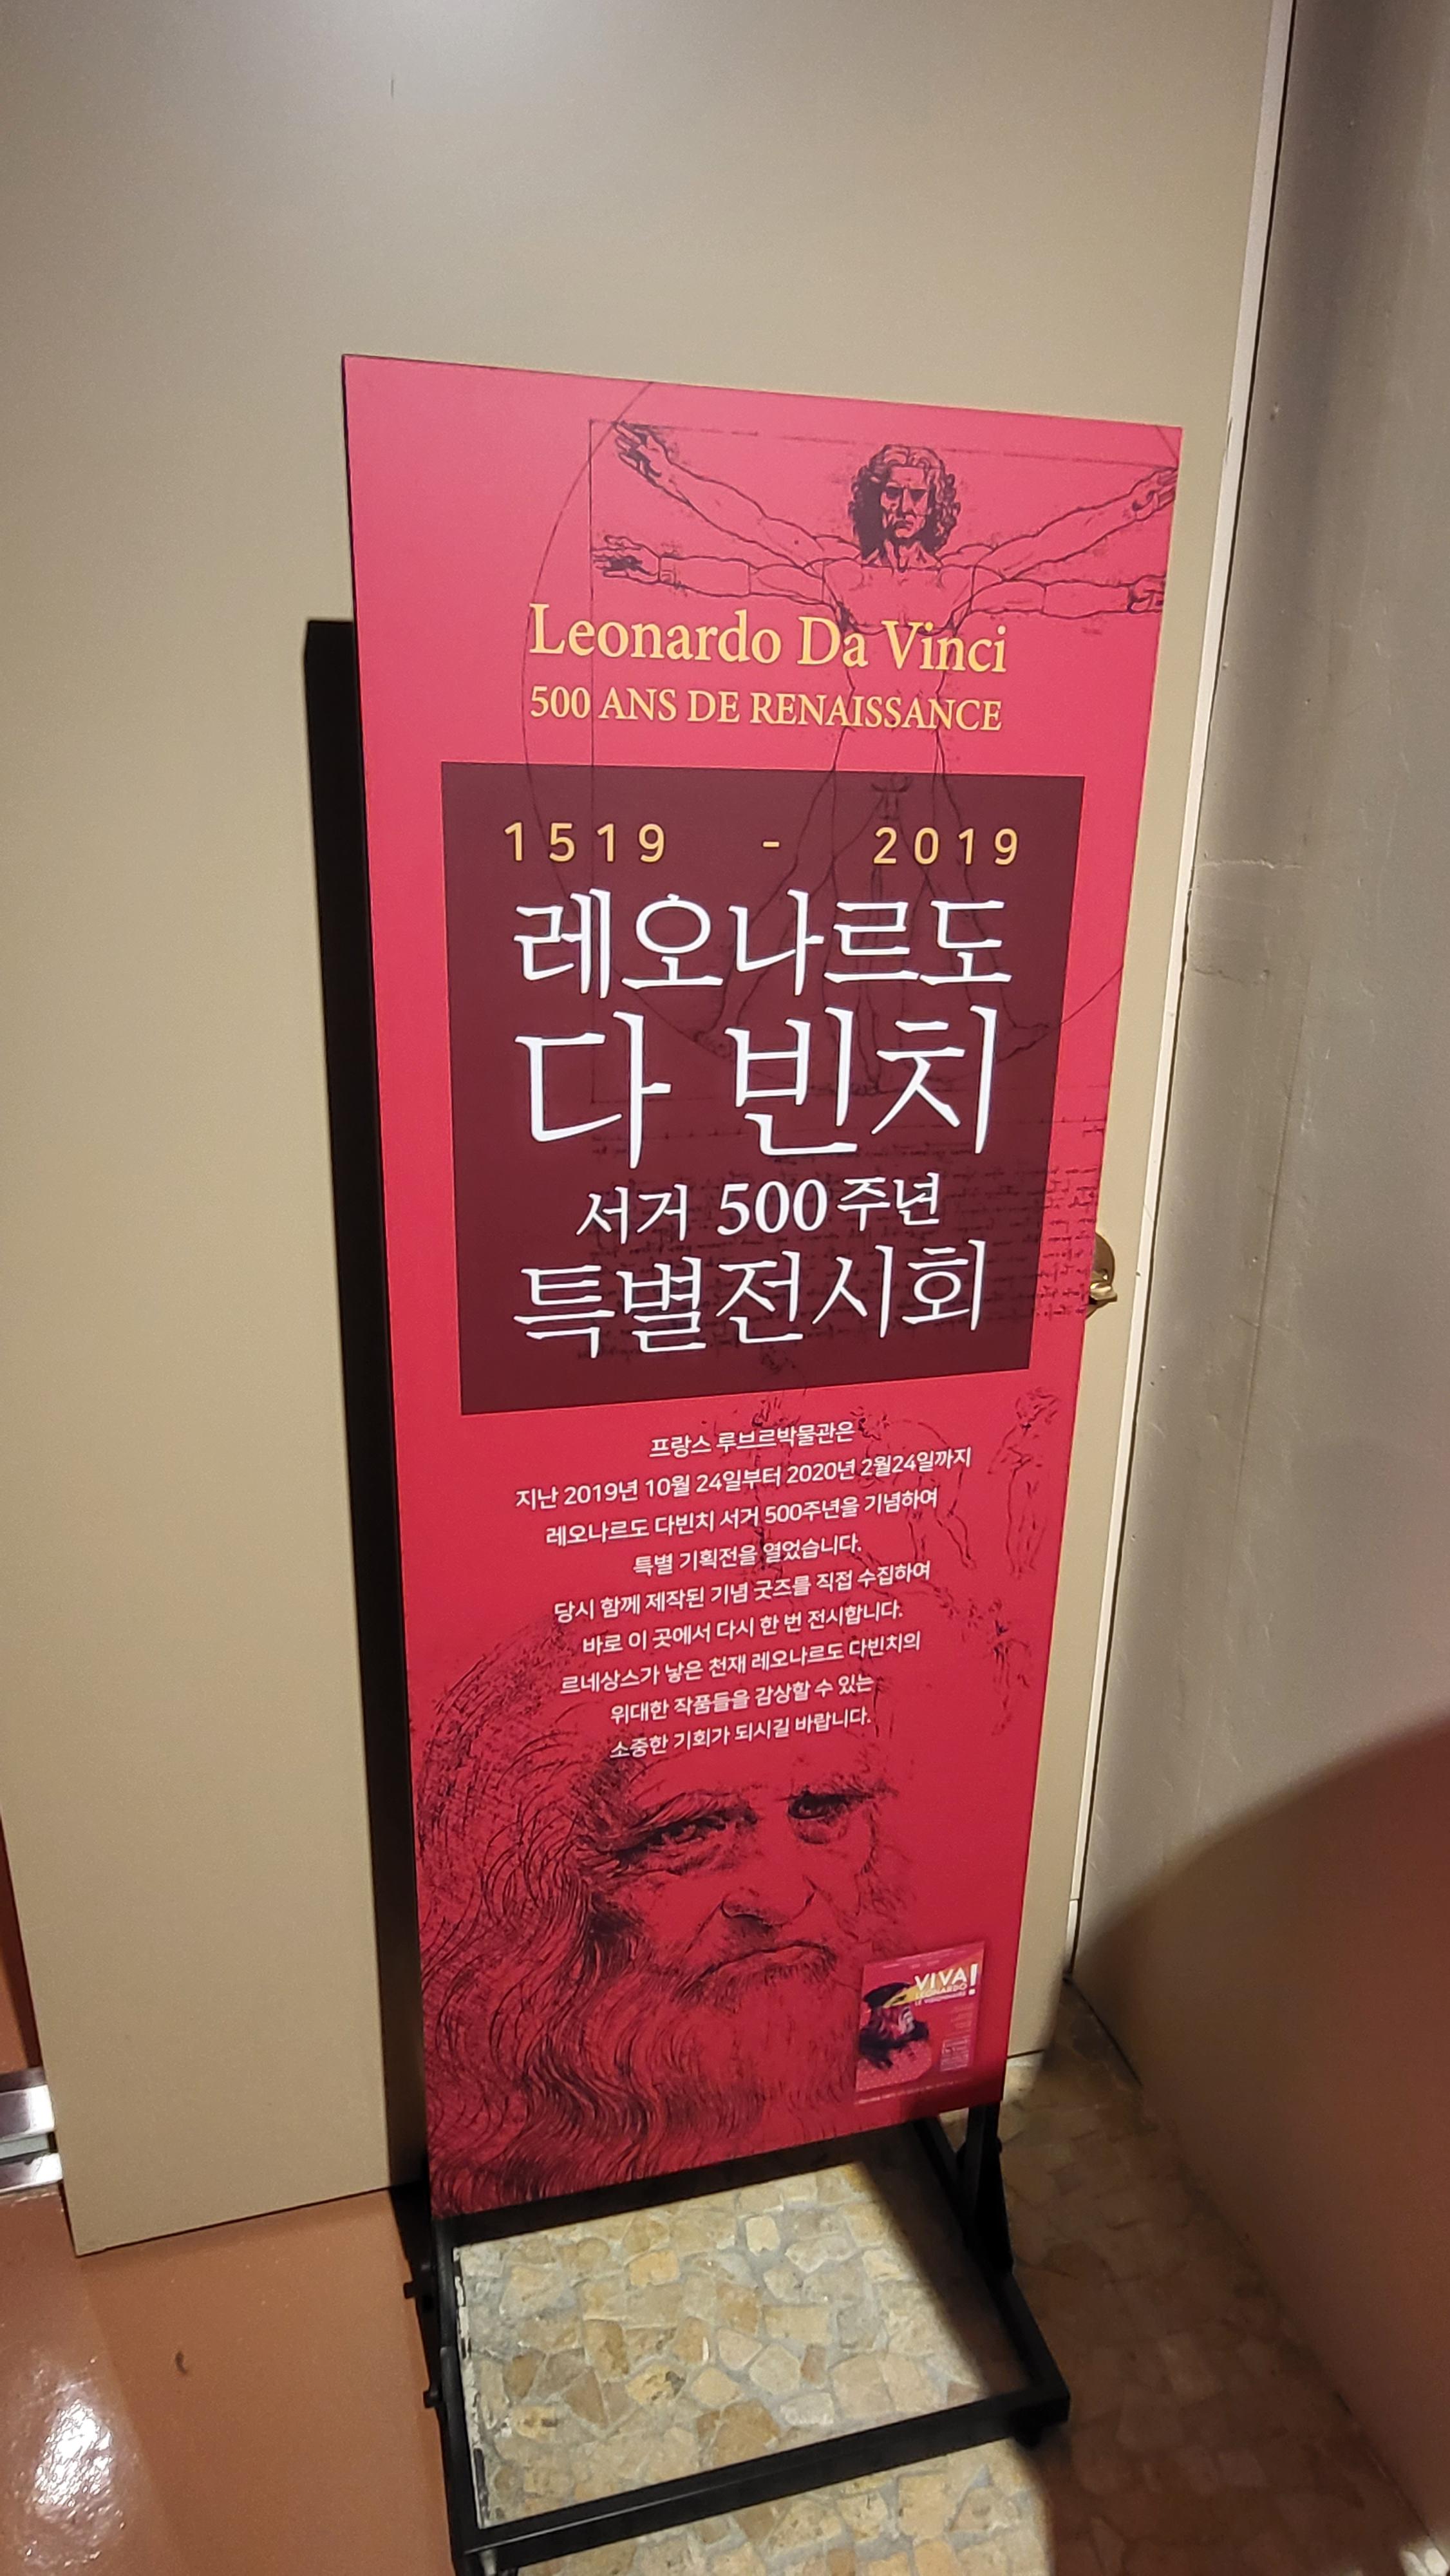 Leonardo Da Vinci
500 ANS DE RENAISSANCE
1519 - 2019
레오나르도
다 빈치
서거 500주년
특별전시회
프랑스 루브르박물관은
지난 2019년 10월 24일부터 2020년 2월24일까지
레오나르도 다빈치 서거 500주년을 기념하여
특별 기획전을 열었습니다.
당시 함께 제작된 기념 굿즈를 직접 수집하여
바로 이 곳에서 다시 한 번 전시합니다.
르네상스가 낳은 천재 레오나르도 다빈치의
위대한 작품들을 감상할 수 있는
소중한 기회가 되시길 바랍니다.
VIVA!
LEONARDO